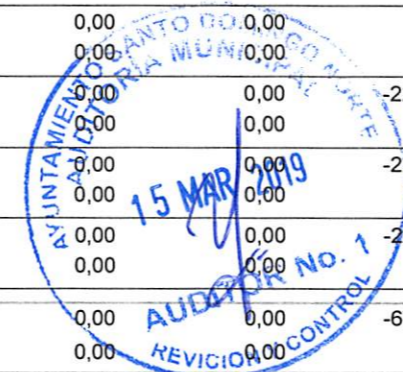 0,00 0,00
0,00 0,00
0,00 0,00 -2
0,00 0,00
0,00 0,00 -2
0,00 0,00
0,00 0,00 -2
0,00 0,00
0,00 0,00 -6
0,00 0,00
AYUNTAMIENTO SANTO DOMINGO NORTE
AUDITORÍA MUNICIPAL
15 MAR 2019
AUDITOR No. 1
REVICION Y CONTROL